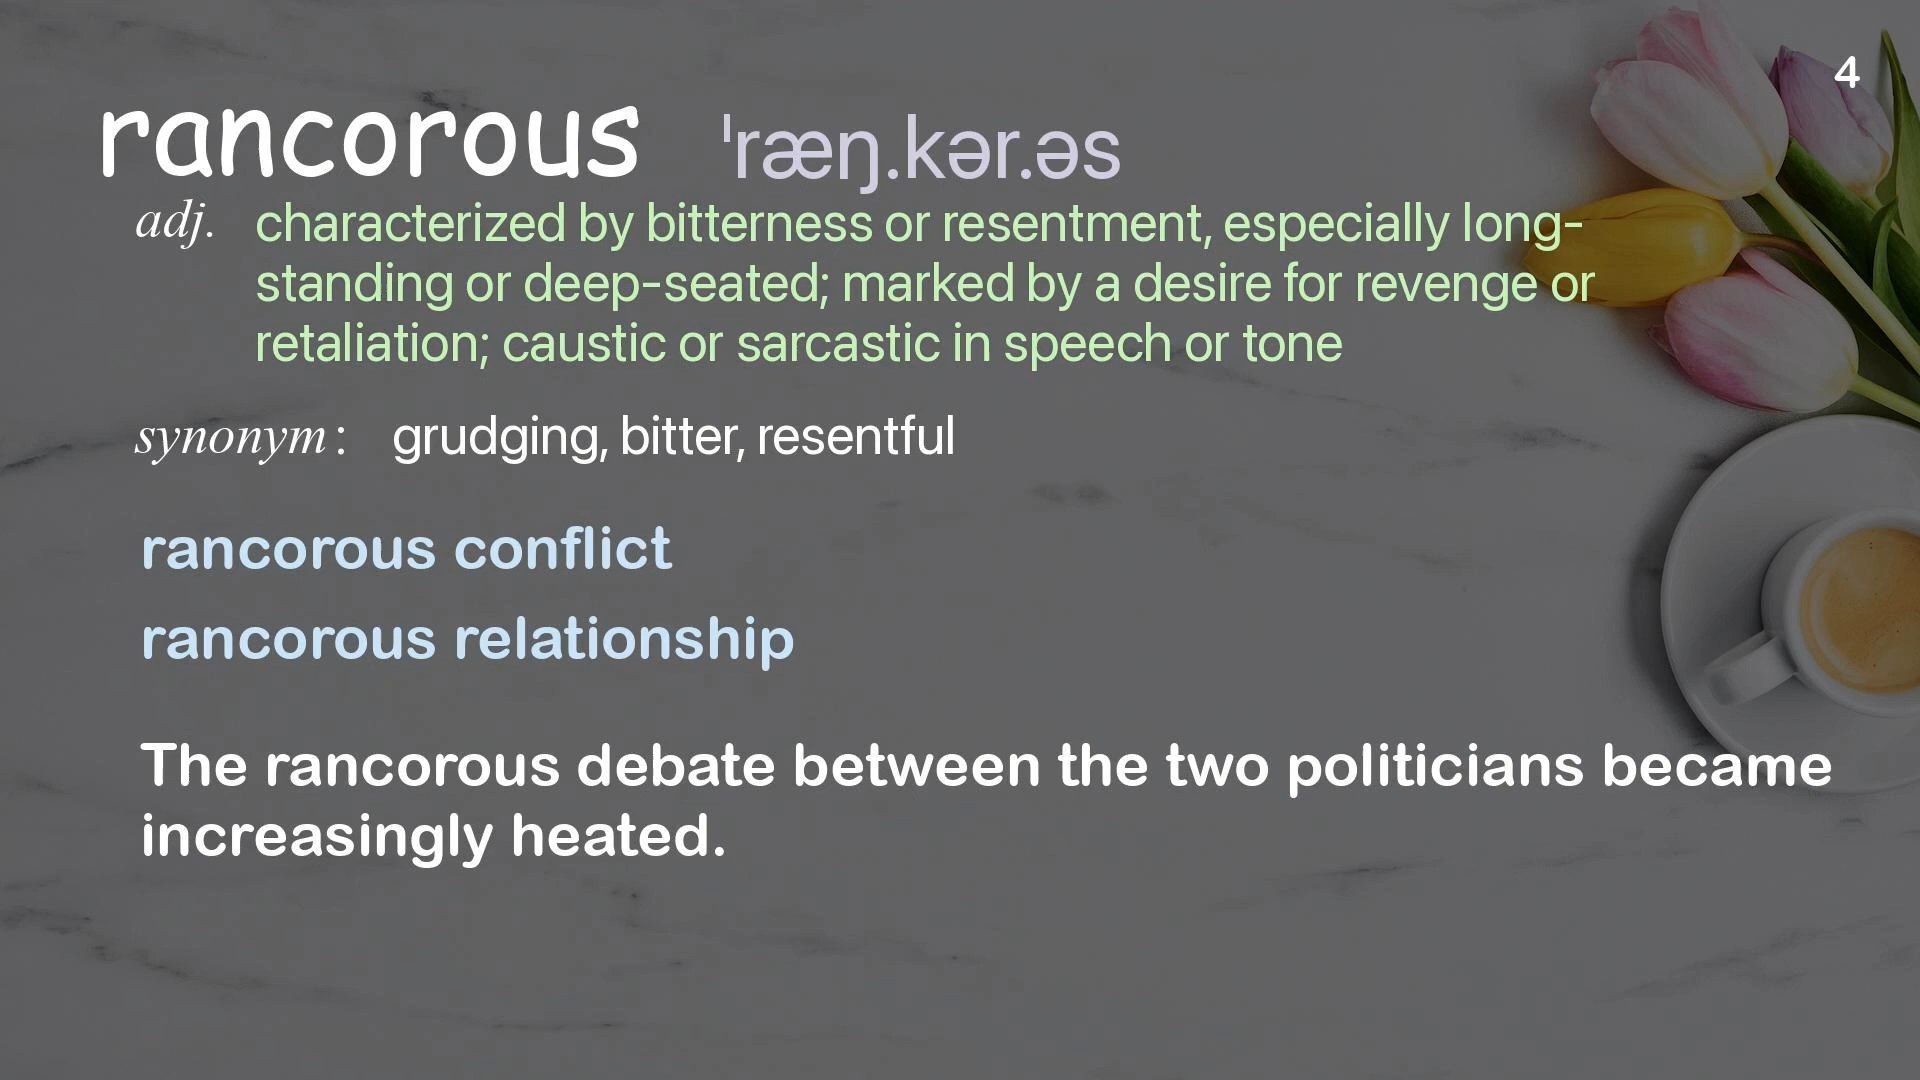 4
rancorous ˈræŋ.kər.əs
adj. characterized by bitterness or resentment, especially long-
standing or deep-seated; marked by a desire for revenge or
retaliation; caustic or sarcastic in speech or tone
synonym: grudging, bitter, resentful
rancorous conflict
rancorous relationship
The rancorous debate between the two politicians became
increasingly heated.